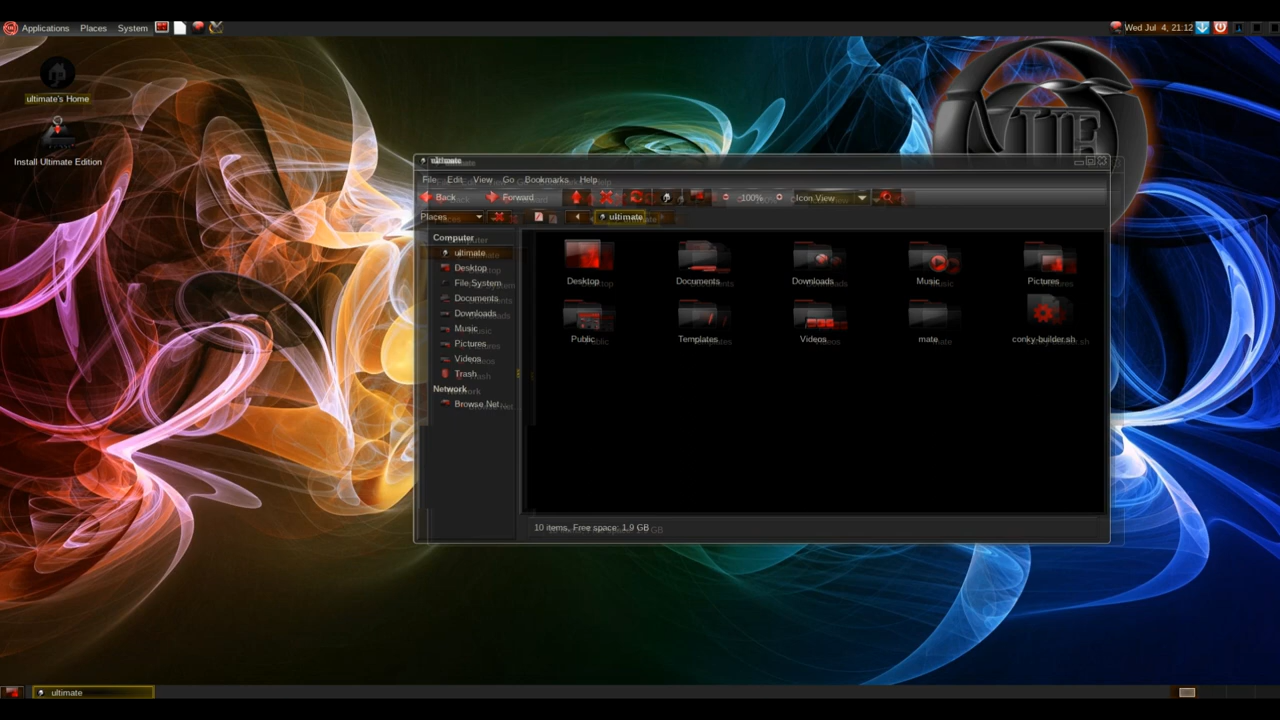 Applications Places System
Wed Jul 4, 21:12
ultimate's Home
UE
Install Ultimate Edition
ultimate
File Edit View Go Bookmarks Help
Back Forward 100% Icon View
Places ultimate
Computer
ultimate
Desktop
File System
Documents
Downloads
Music
Pictures
Videos
Trash
Network
Browse Net...
Desktop Documents Downloads Music Pictures
Public Templates Videos mate conky-builder.sh
10 items, Free space: 1.9 GB
ultimate